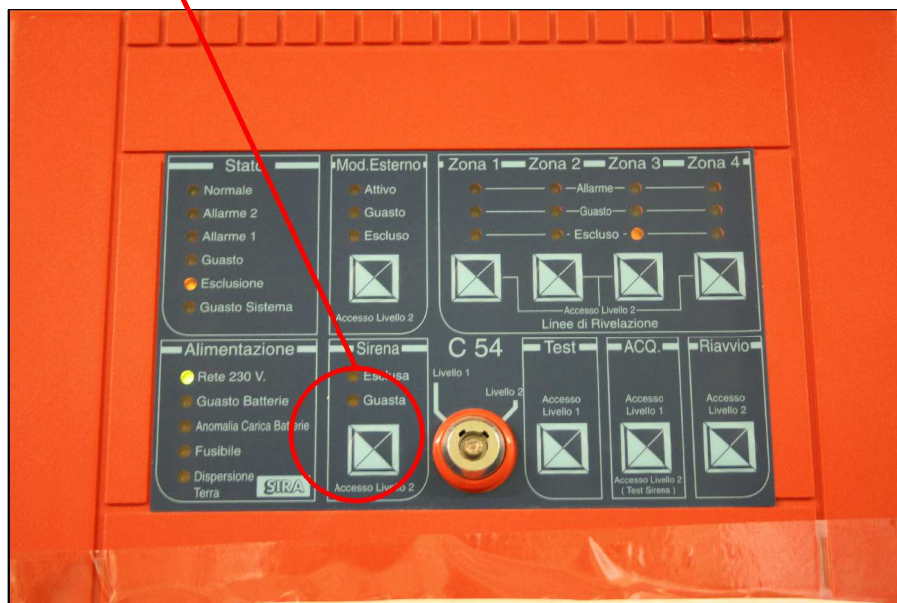 Stato
Normale
Allarme 2
Allarme 1
Guasto
Esclusione
Guasto Sistema
Mod.Esterno
Attivo
Guasto
Escluso
Accesso Livello 2
Zona 1 Zona 2 Zona 3 Zona 4
Allarme
Guasto
Escluso
Accesso Livello 2
Linee di Rivelazione
Alimentazione
Rete 230 V.
Guasto Batterie
Anomalia Carica Batterie
Fusibile
Dispersione
Terra
SIRA
Sirena
Esclusa
Guasta
Accesso Livello 2
C 54
Livello 1
Livello 2
Test
Accesso
Livello 1
ACQ.
Accesso
Livello 1
Accesso Livello 2
( Test Sirena )
Riavvio
Accesso
Livello 2